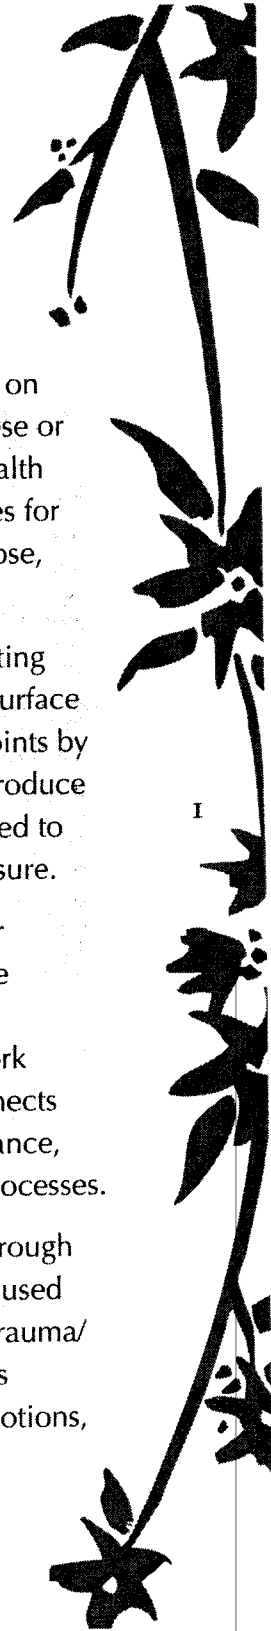 on
se or
alth
es for
ose,
ting
urface
oints by
roduce
ed to
sure.
r
e
ork
nects
ance,
ocesses.
rough
used
rauma/
s
otions,
I